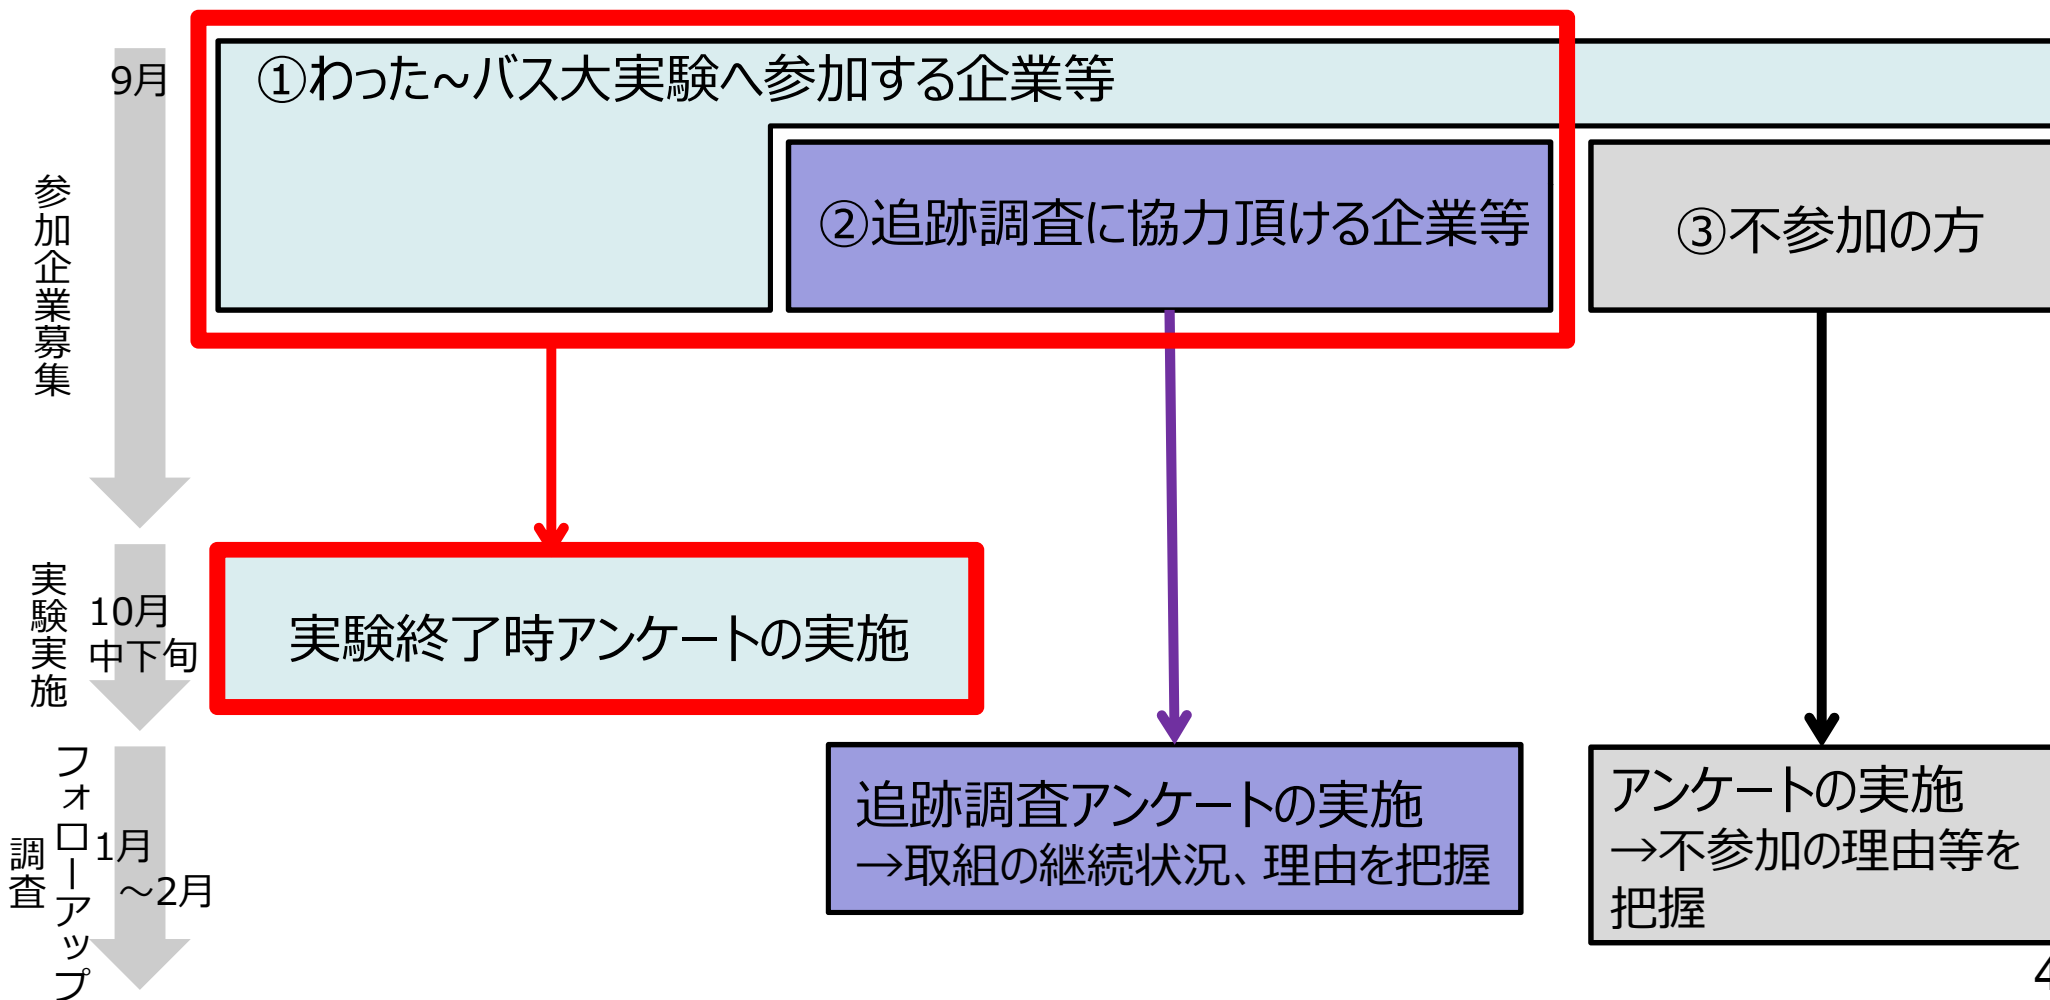 9月
参加企業募集
①わった~バス大実験へ参加する企業等
②追跡調査に協力頂ける企業等
③不参加の方
実験実施
10月
中下旬
実験終了時アンケートの実施
フォローアップ
調査
1月
～2月
追跡調査アンケートの実施
→取組の継続状況、理由を把握
アンケートの実施
→不参加の理由等を
把握
4